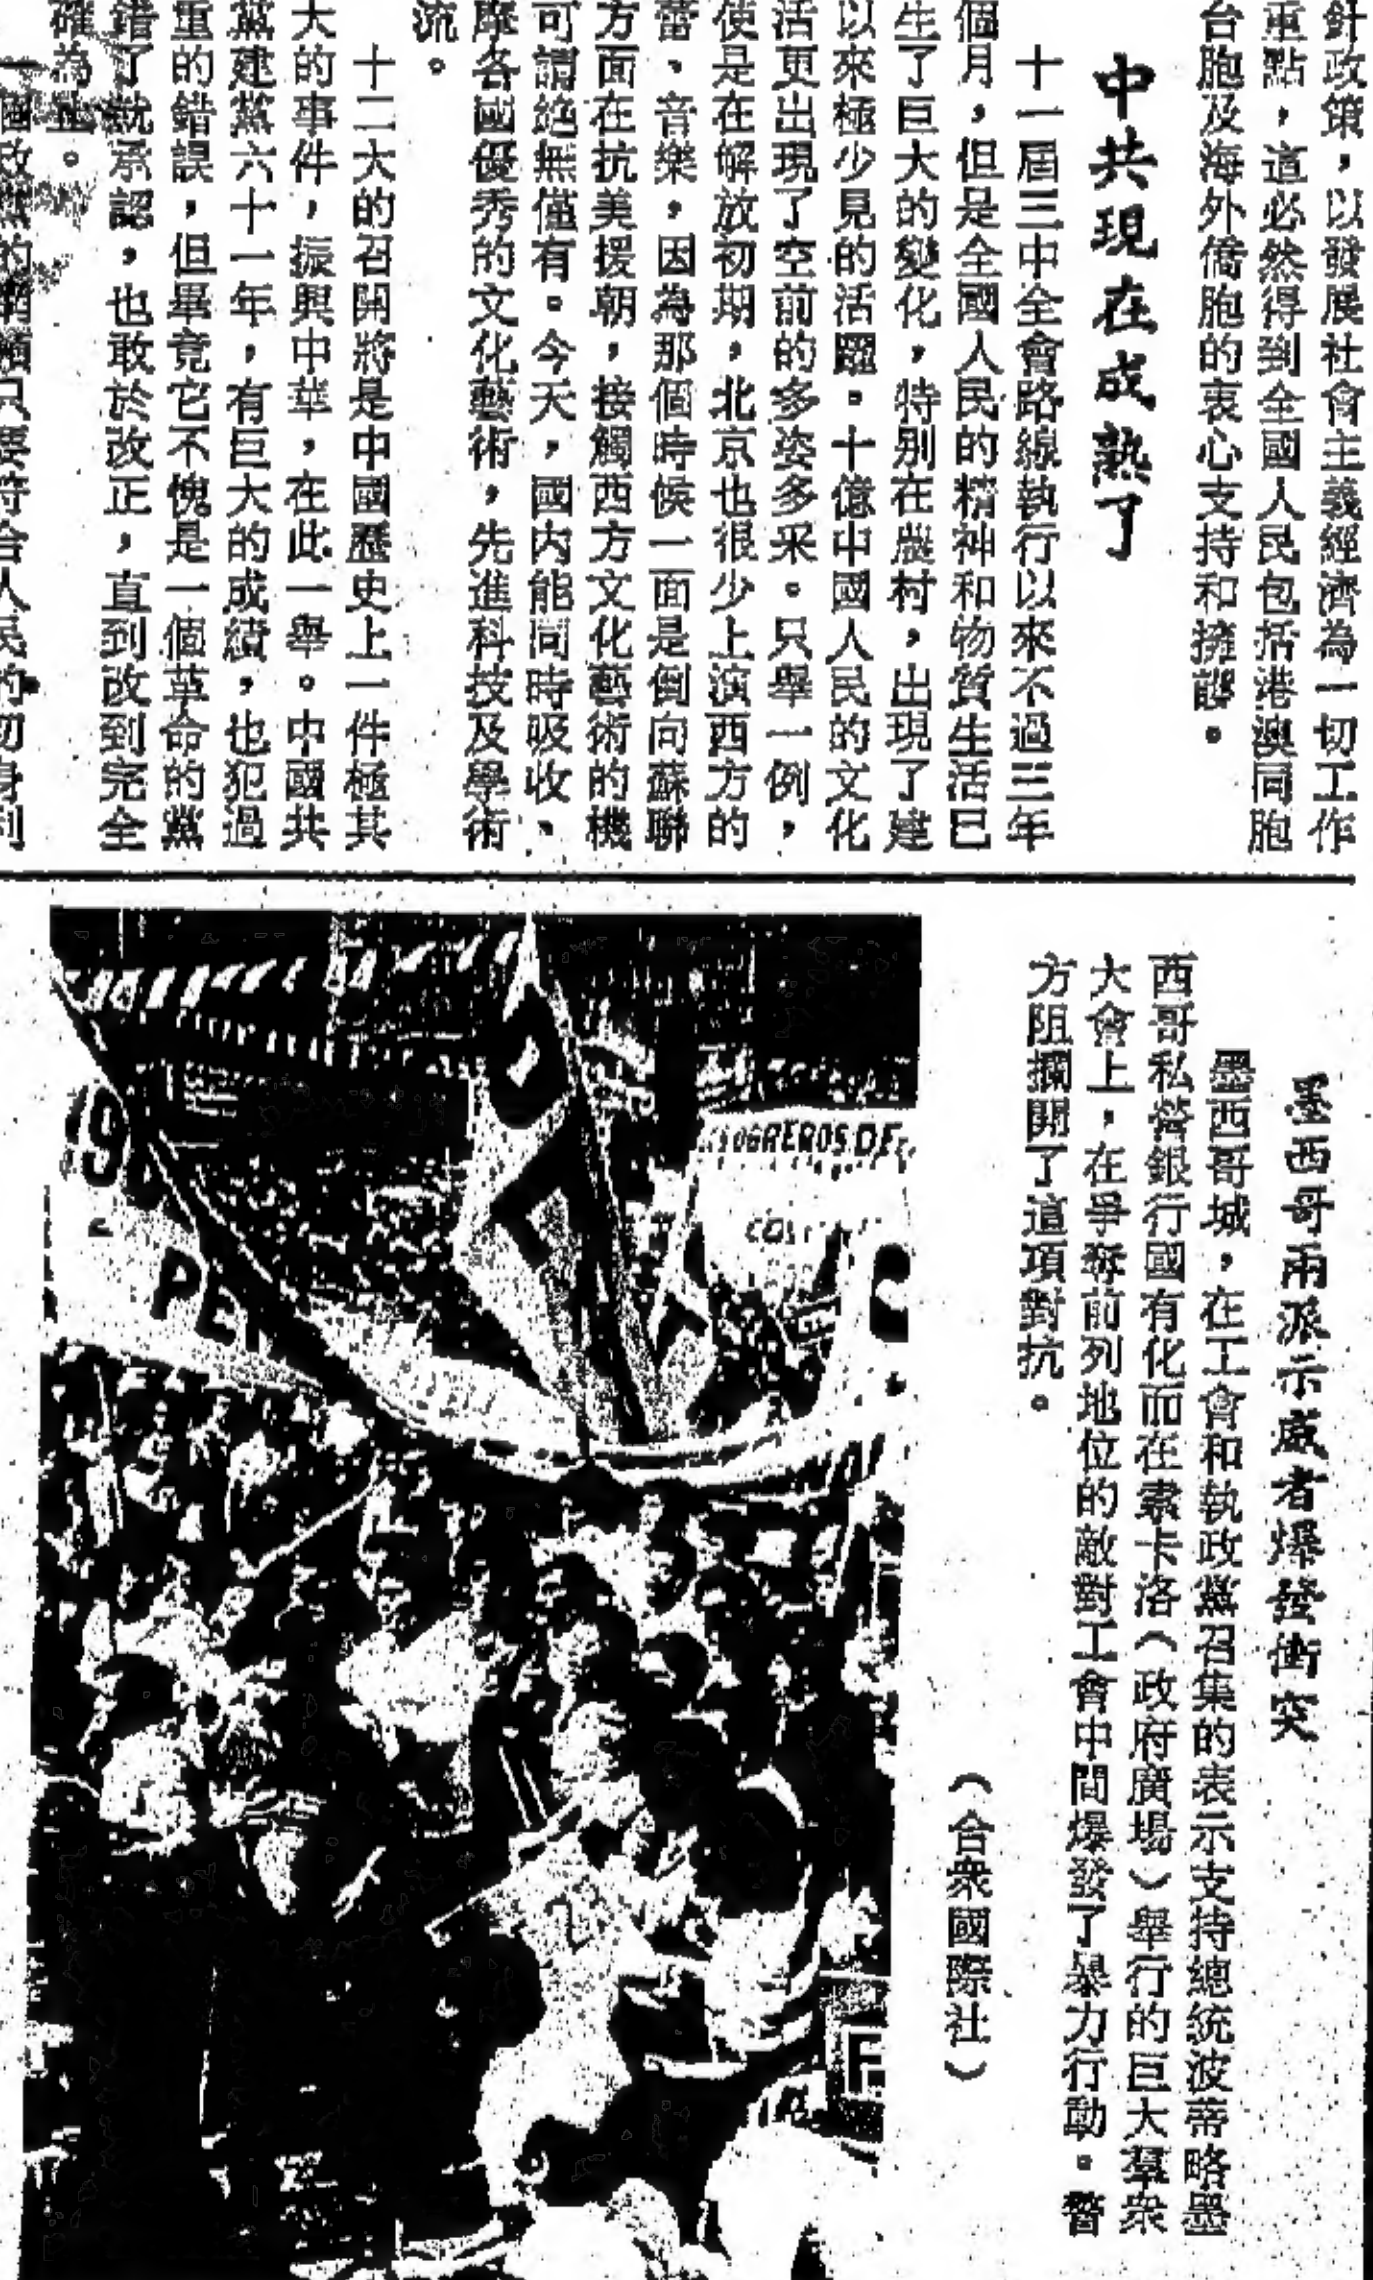 針政策，以發展社會主義經濟為一切工作
重點，這必然得到全國人民包括港澳同胞
台胞及海外僑胞的衷心支持和擁護。
中共現在成熟了
十一屆三中全會路線執行以來不過三年
個月，但是全國人民的精神和物質生活已
生了巨大的變化，特別在農村，出現了建
以來極少見的活躍。十億中國人民的文化
活更出現了空前的多姿多采。只舉一例，
使是在解放初期，北京也很少上演西方的
蕾、音樂，因為那個時候一面是倒向蘇聯
方面在抗美援朝，接觸西方文化藝術的機
可謂絕無僅有。今天，國內能同時吸收、
摩各國優秀的文化藝術，先進科技及學術
流。
十二大的召開將是中國歷史上一件極其
大的事件，振興中華，在此一舉。中國共
黨建黨六十一年，有巨大的成績，也犯過
重的錯誤，但畢竟它不愧是一個革命的黨
錯了就承認，也敢於改正，直到改到完全
確為止。
一個政黨的綱領只要符合人民的切身利
墨西哥兩派示威者爆發衝突
墨西哥城，在工會和執政黨召集的表示支持總統波蒂略墨
西哥私營銀行國有化而在索卡洛（政府廣場）舉行的巨大羣衆
大會上，在爭奪前列地位的敵對工會中間爆發了暴力行動。警
方阻攔開了這項對抗。
（合衆國際社）
OGREROS DE
PE